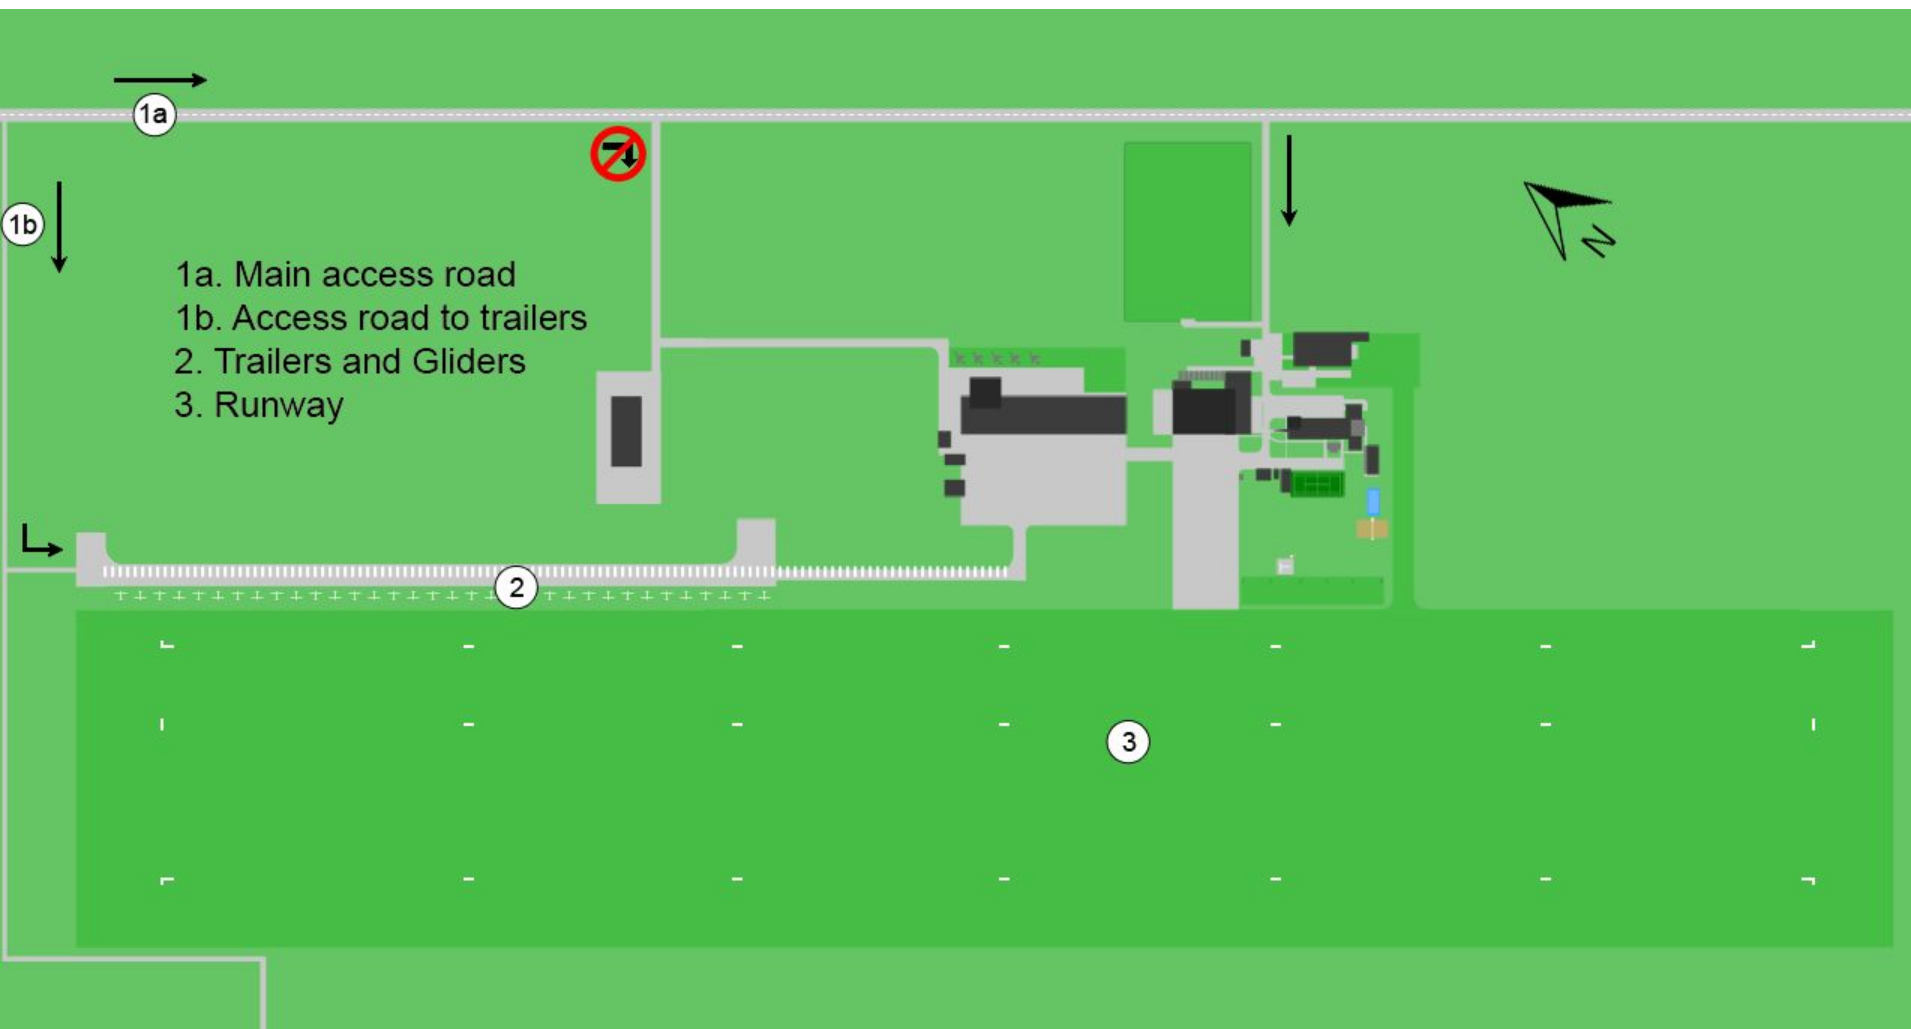 1a
1b
1a. Main access road
1b. Access road to trailers
2. Trailers and Gliders
3. Runway
N
2
3